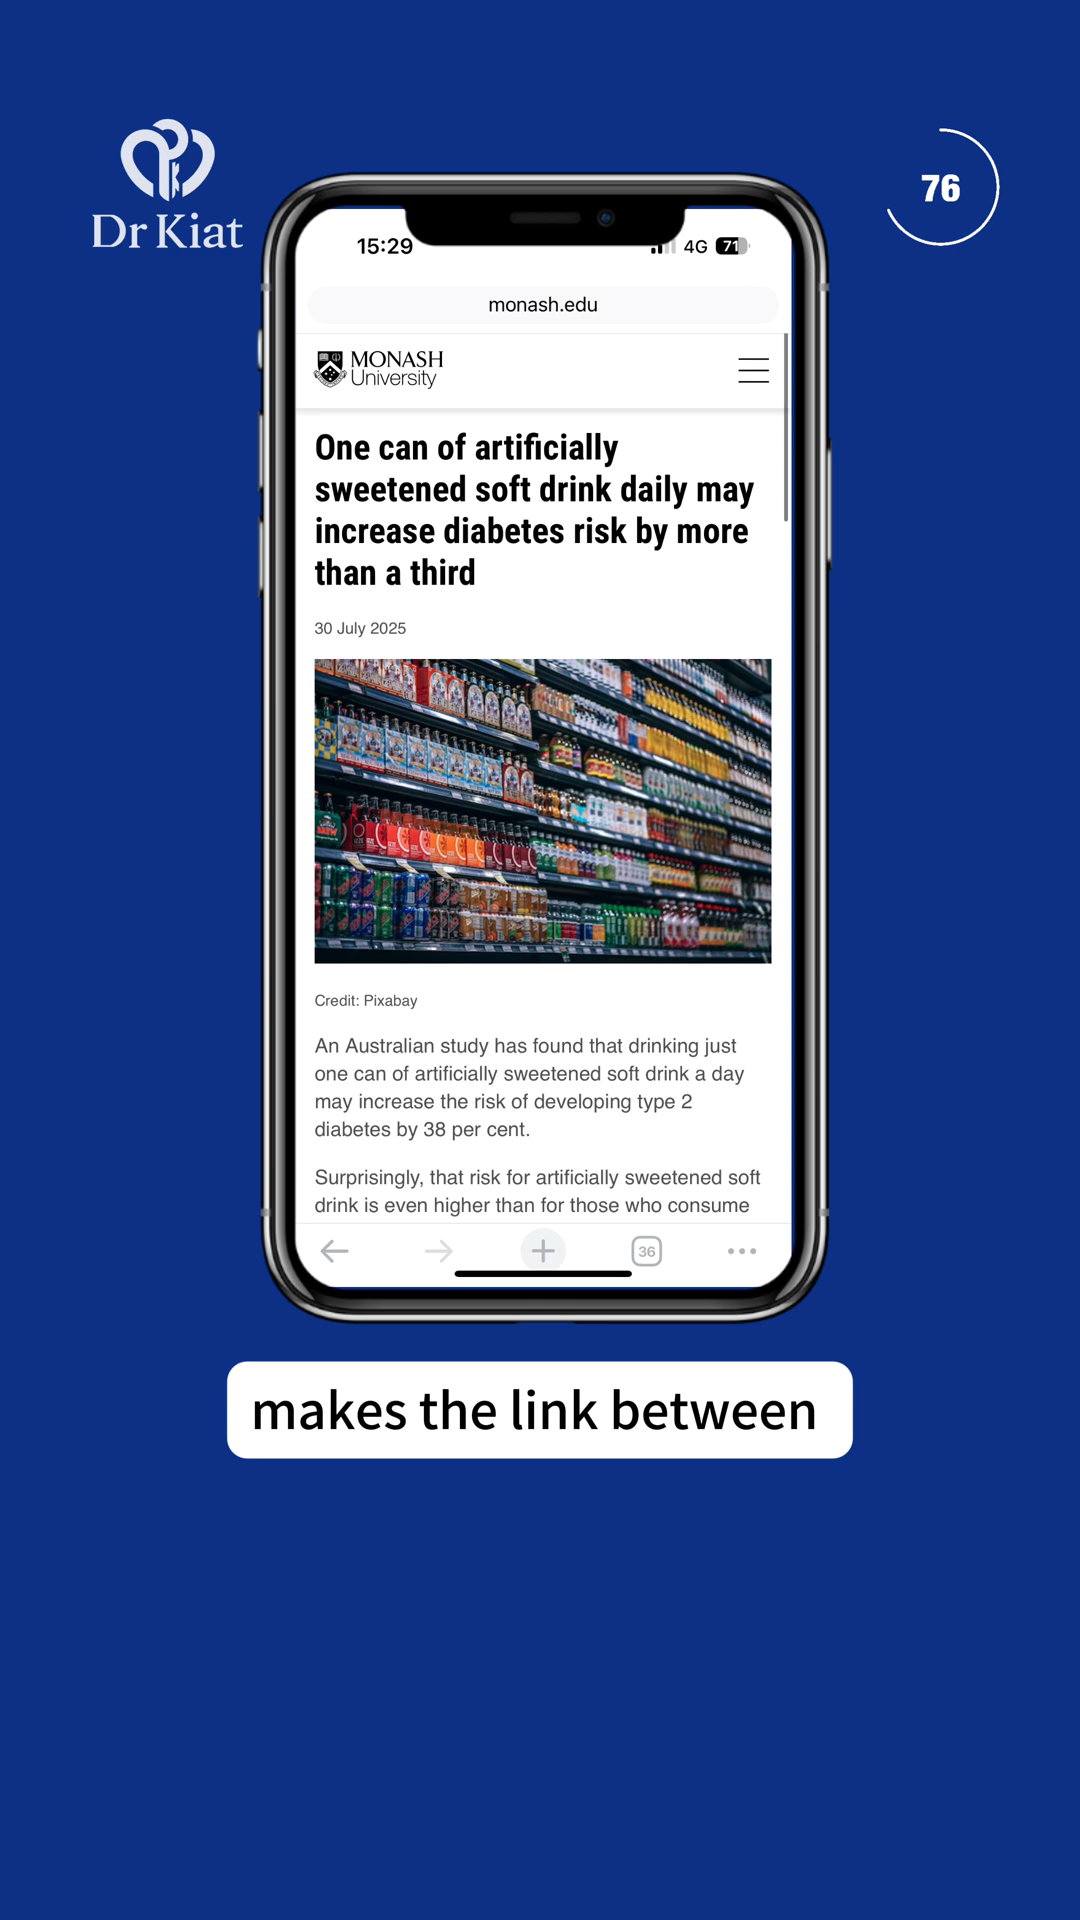 Dr Kiat
76
15:29
4G 71
monash.edu
MONASH
University
One can of artificially
sweetened soft drink daily may
increase diabetes risk by more
than a third
30 July 2025
Credit: Pixabay
An Australian study has found that drinking just
one can of artificially sweetened soft drink a day
may increase the risk of developing type 2
diabetes by 38 per cent.
Surprisingly, that risk for artificially sweetened soft
drink is even higher than for those who consume
36
makes the link between